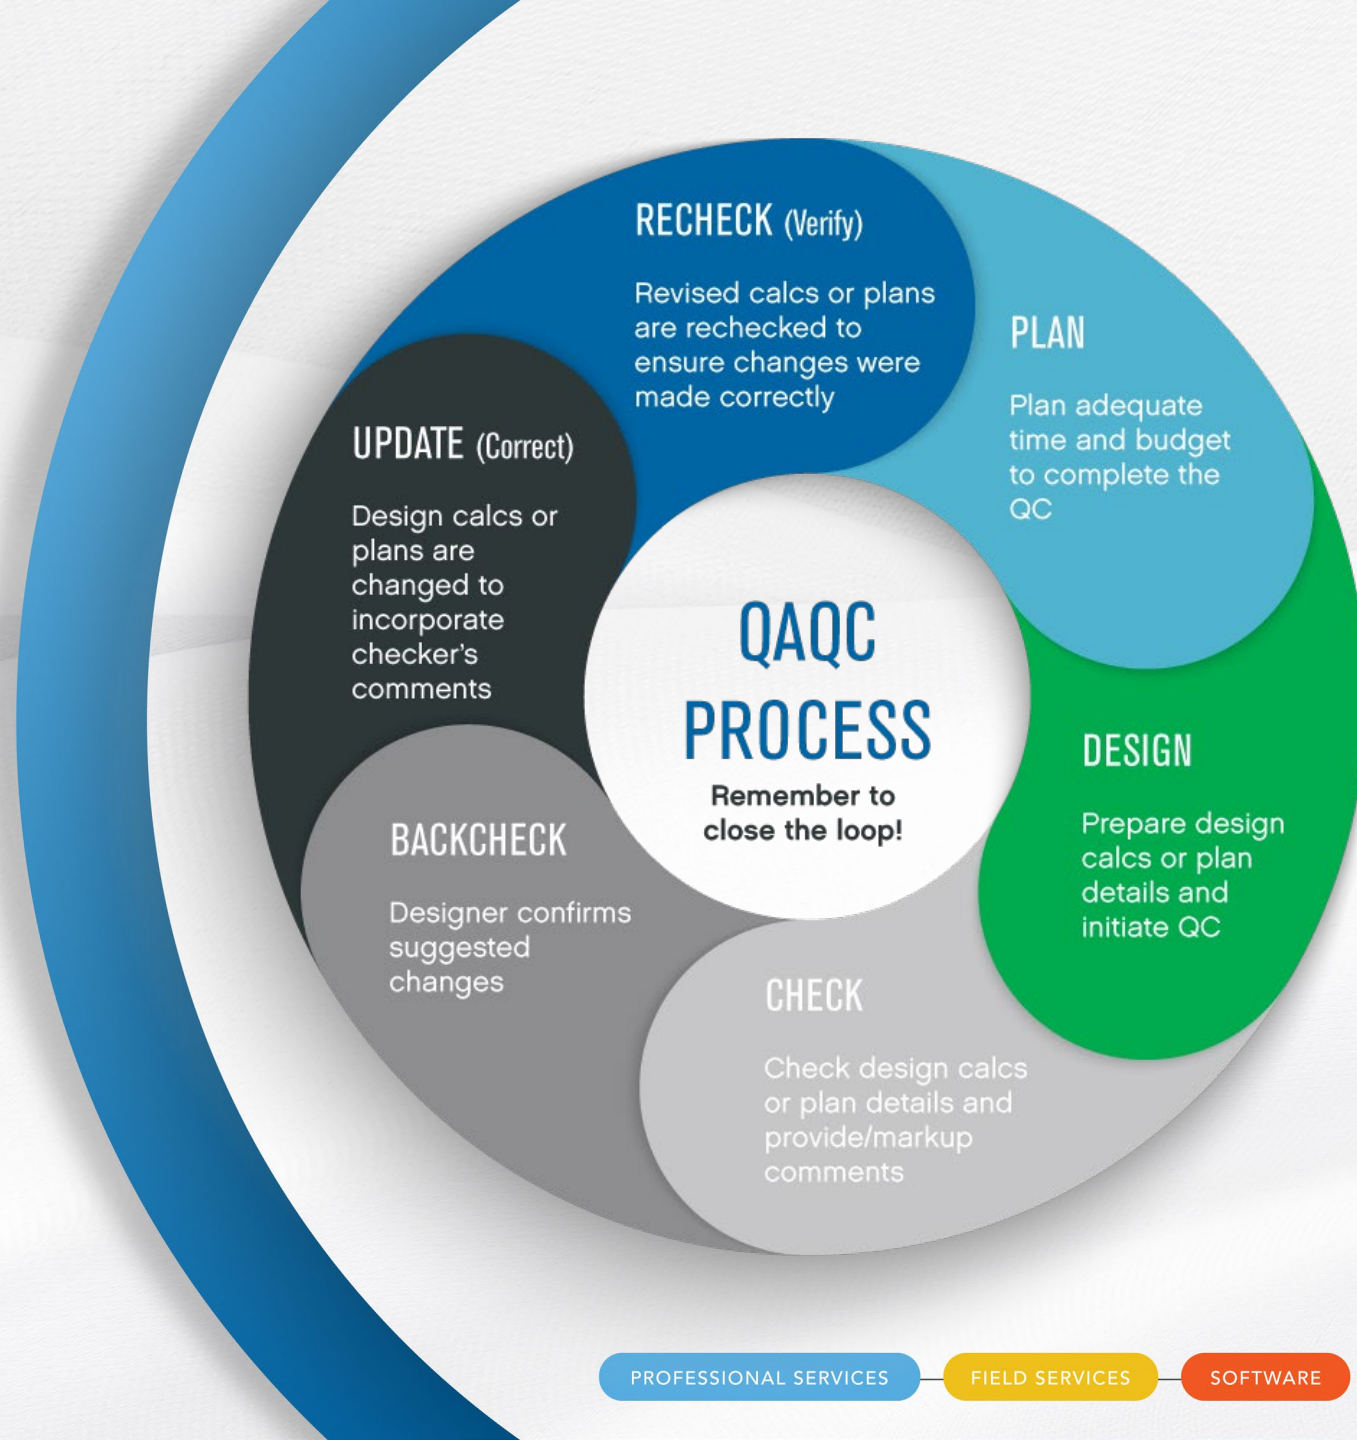 RECHECK (Verify)
Revised calcs or plans
are rechecked to
ensure changes were
made correctly
PLAN
Plan adequate
time and budget
to complete the
QC
DESIGN
Prepare design
calcs or plan
details and
initiate QC
CHECK
Check design calcs
or plan details and
provide/markup
comments
BACKCHECK
Designer confirms
suggested
changes
UPDATE (Correct)
Design calcs or
plans are
changed to
incorporate
checker's
comments
QAQC
PROCESS
Remember to
close the loop!
PROFESSIONAL SERVICES
FIELD SERVICES
SOFTWARE